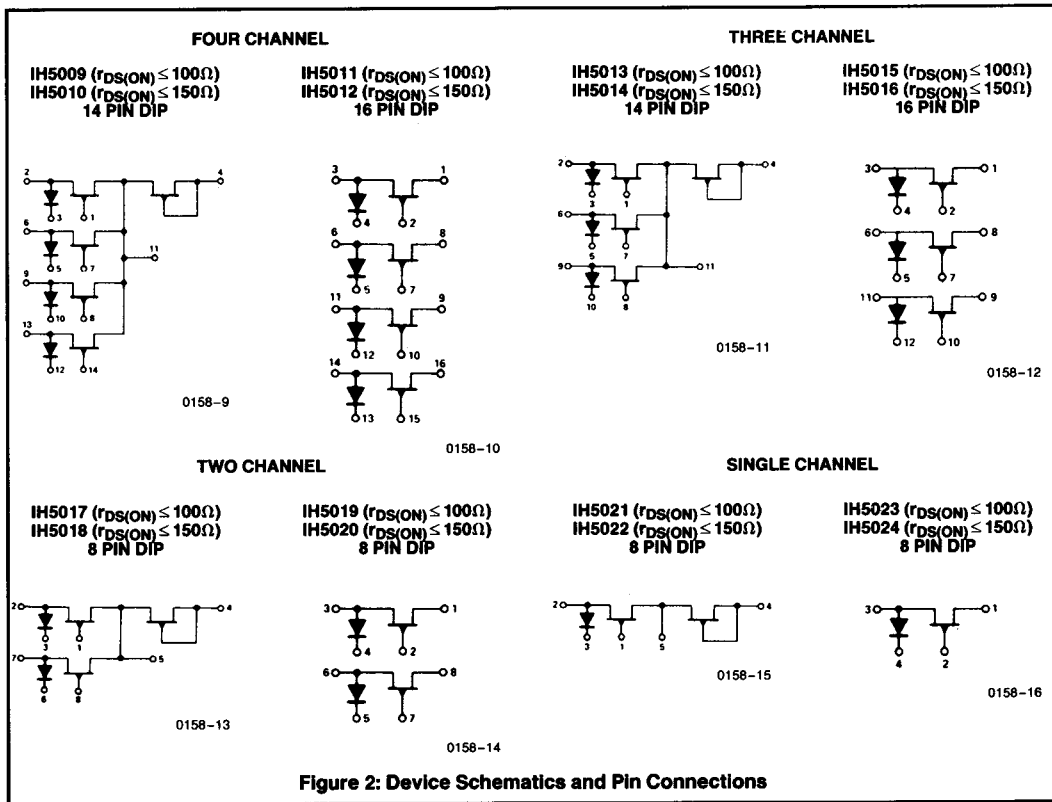 FOUR CHANNEL
THREE CHANNEL
IH5009 (rDS(ON) ≤ 100Ω)
IH5010 (rDS(ON) ≤ 150Ω)
14 PIN DIP
IH5011 (rDS(ON) ≤ 100Ω)
IH5012 (rDS(ON) ≤ 150Ω)
16 PIN DIP
IH5013 (rDS(ON) ≤ 100Ω)
IH5014 (rDS(ON) ≤ 150Ω)
14 PIN DIP
IH5015 (rDS(ON) ≤ 100Ω)
IH5016 (rDS(ON) ≤ 150Ω)
16 PIN DIP
2 4
3 1
6 11
5 7
9
10 8
13
12 14
0158-9
3 1
4 2
6 8
5 7
11 9
12 10
14 16
13 15
0158-10
2 4
3 1
6
5 7
9 11
10 8
0158-11
3 1
4 2
6 8
5 7
11 9
12 10
0158-12
TWO CHANNEL
SINGLE CHANNEL
IH5017 (rDS(ON) ≤ 100Ω)
IH5018 (rDS(ON) ≤ 150Ω)
8 PIN DIP
IH5019 (rDS(ON) ≤ 100Ω)
IH5020 (rDS(ON) ≤ 150Ω)
8 PIN DIP
IH5021 (rDS(ON) ≤ 100Ω)
IH5022 (rDS(ON) ≤ 150Ω)
8 PIN DIP
IH5023 (rDS(ON) ≤ 100Ω)
IH5024 (rDS(ON) ≤ 150Ω)
8 PIN DIP
2 4
3 1
7 5
6 8
0158-13
3 1
4 2
6 8
5 7
0158-14
2 4
3 1 5
0158-15
3 1
4 2
0158-16
Figure 2: Device Schematics and Pin Connections